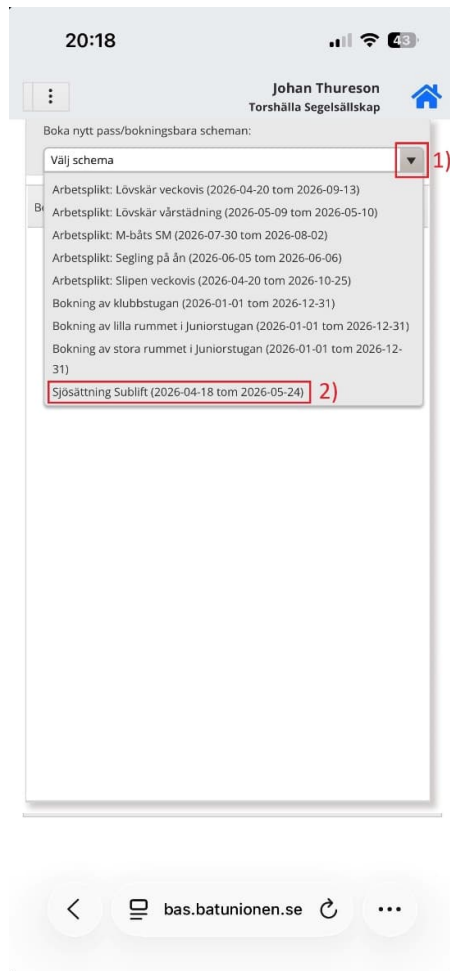 20:18
43
Johan Thureson
Torshälla Segelsällskap
Boka nytt pass/bokningsbara scheman:
Välj schema
1)
Arbetsplikt: Lövskär veckovis (2026-04-20 tom 2026-09-13)
Arbetsplikt: Lövskär vårstädning (2026-05-09 tom 2026-05-10)
Arbetsplikt: M-båts SM (2026-07-30 tom 2026-08-02)
Arbetsplikt: Segling på ån (2026-06-05 tom 2026-06-06)
Arbetsplikt: Slipen veckovis (2026-04-20 tom 2026-10-25)
Bokning av klubbstugan (2026-01-01 tom 2026-12-31)
Bokning av lilla rummet i Juniorstugan (2026-01-01 tom 2026-12-31)
Bokning av stora rummet i Juniorstugan (2026-01-01 tom 2026-12-
31)
Sjösättning Sublift (2026-04-18 tom 2026-05-24) 2)
bas.batunionen.se